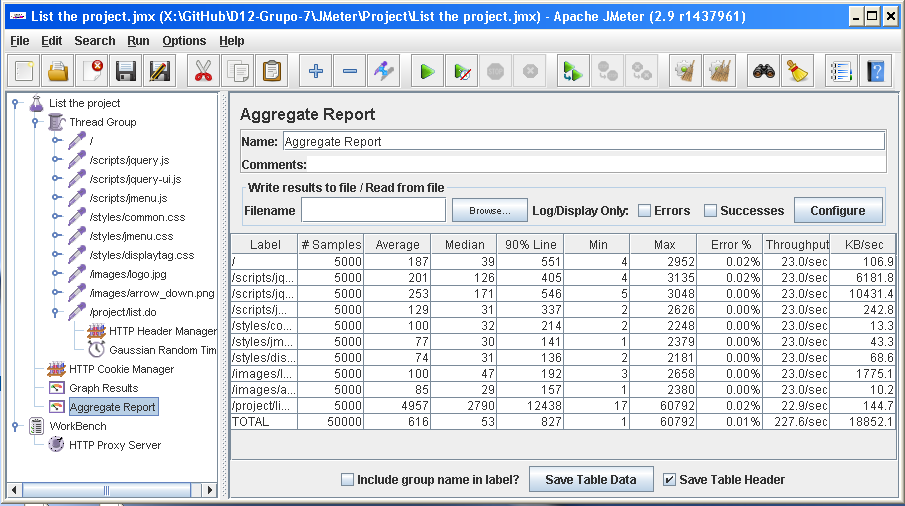 List the project.jmx (X:\GitHub\D12-Grupo-7\JMeter\Project\List the project.jmx) - Apache JMeter (2.9 r1437961)
File Edit Search Run Options Help
List the project
Thread Group
/
/scripts/jquery.js
/scripts/jquery-ui.js
/scripts/jmenu.js
/styles/common.css
/styles/jmenu.css
/styles/displaytag.css
/images/logo.jpg
/images/arrow_down.png
/project/list.do
HTTP Header Manager
Gaussian Random Tim
HTTP Cookie Manager
Graph Results
Aggregate Report
WorkBench
HTTP Proxy Server
Aggregate Report
Name: Aggregate Report
Comments:
Write results to file / Read from file
Filename Browse... Log/Display Only: Errors Successes Configure
Label # Samples Average Median 90% Line Min Max Error % Throughput KB/sec
/ 5000 187 39 551 4 2952 0.02% 23.0/sec 106.9
/scripts/jq... 5000 201 126 405 4 3135 0.02% 23.0/sec 6181.8
/scripts/jq... 5000 253 171 546 5 3048 0.00% 23.0/sec 10431.4
/scripts/j... 5000 129 31 337 2 2626 0.00% 23.0/sec 242.8
/styles/co... 5000 100 32 214 2 2248 0.00% 23.0/sec 13.3
/styles/jm... 5000 77 30 141 1 2379 0.00% 23.0/sec 43.3
/styles/dis... 5000 74 31 136 2 2181 0.00% 23.0/sec 68.6
/images/l... 5000 100 47 192 3 2658 0.00% 23.0/sec 1775.1
/images/a... 5000 85 29 157 1 2380 0.00% 23.0/sec 10.2
/project/li... 5000 4957 2790 12438 17 60792 0.02% 22.9/sec 144.7
TOTAL 50000 616 53 827 1 60792 0.01% 227.6/sec 18852.1
Include group name in label? Save Table Data Save Table Header